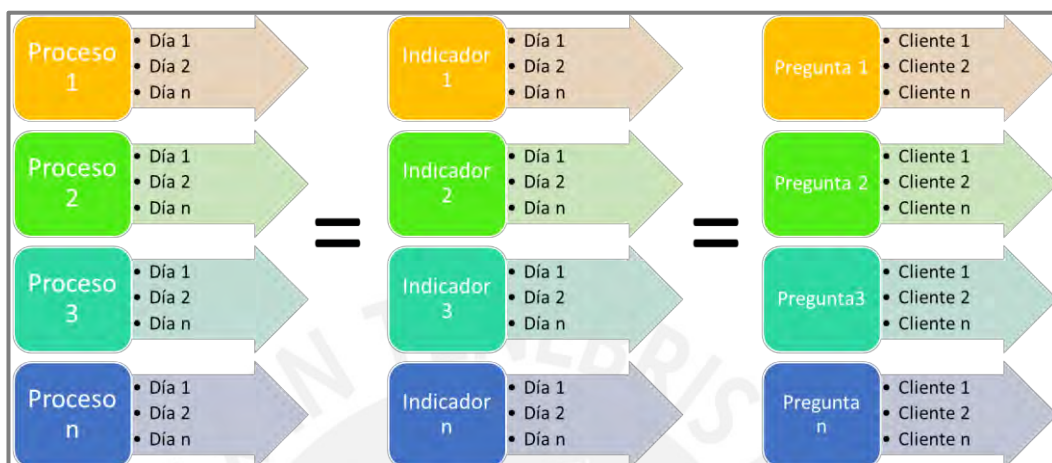 Proceso
1
• Día 1
• Día 2
• Día n
Indicador
1
• Día 1
• Día 2
• Día n
Pregunta 1
• Cliente 1
• Cliente 2
• Cliente n
Proceso
2
• Día 1
• Día 2
• Día n
=
Indicador
2
• Día 1
• Día 2
• Día n
=
Pregunta 2
• Cliente 1
• Cliente 2
• Cliente n
Proceso
3
• Día 1
• Día 2
• Día n
Indicador
3
• Día 1
• Día 2
• Día n
Pregunta3
• Cliente 1
• Cliente 2
• Cliente n
Proceso
n
• Día 1
• Día 2
• Día n
Indicador
n
• Día 1
• Día 2
• Día n
Pregunta
n
• Cliente 1
• Cliente 2
• Cliente n
TENEBRIS